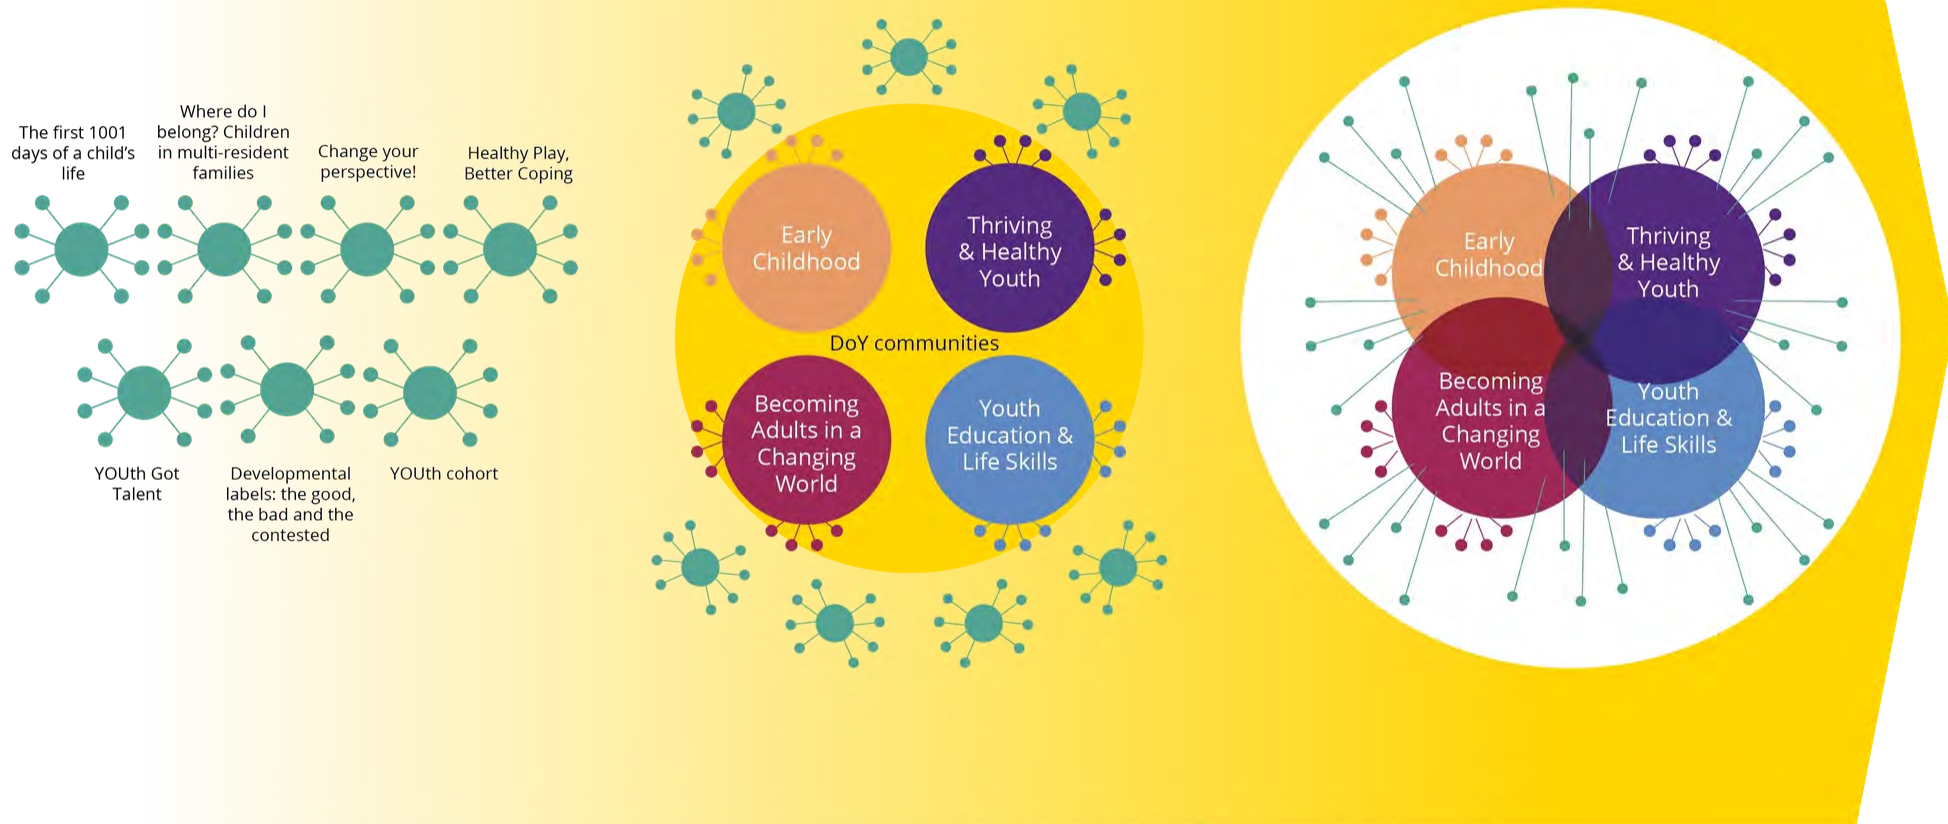 The first 1001
days of a child’s
life
Where do I
belong? Children
in multi-resident
families
Change your
perspective!
Healthy Play,
Better Coping
YOUth Got
Talent
Developmental
labels: the good,
the bad and the
contested
YOUth cohort
Early
Childhood
Thriving
& Healthy
Youth
DoY communities
Becoming
Adults in a
Changing
World
Youth
Education &
Life Skills
Early
Childhood
Thriving
& Healthy
Youth
Becoming
Adults in a
Changing
World
Youth
Education &
Life Skills